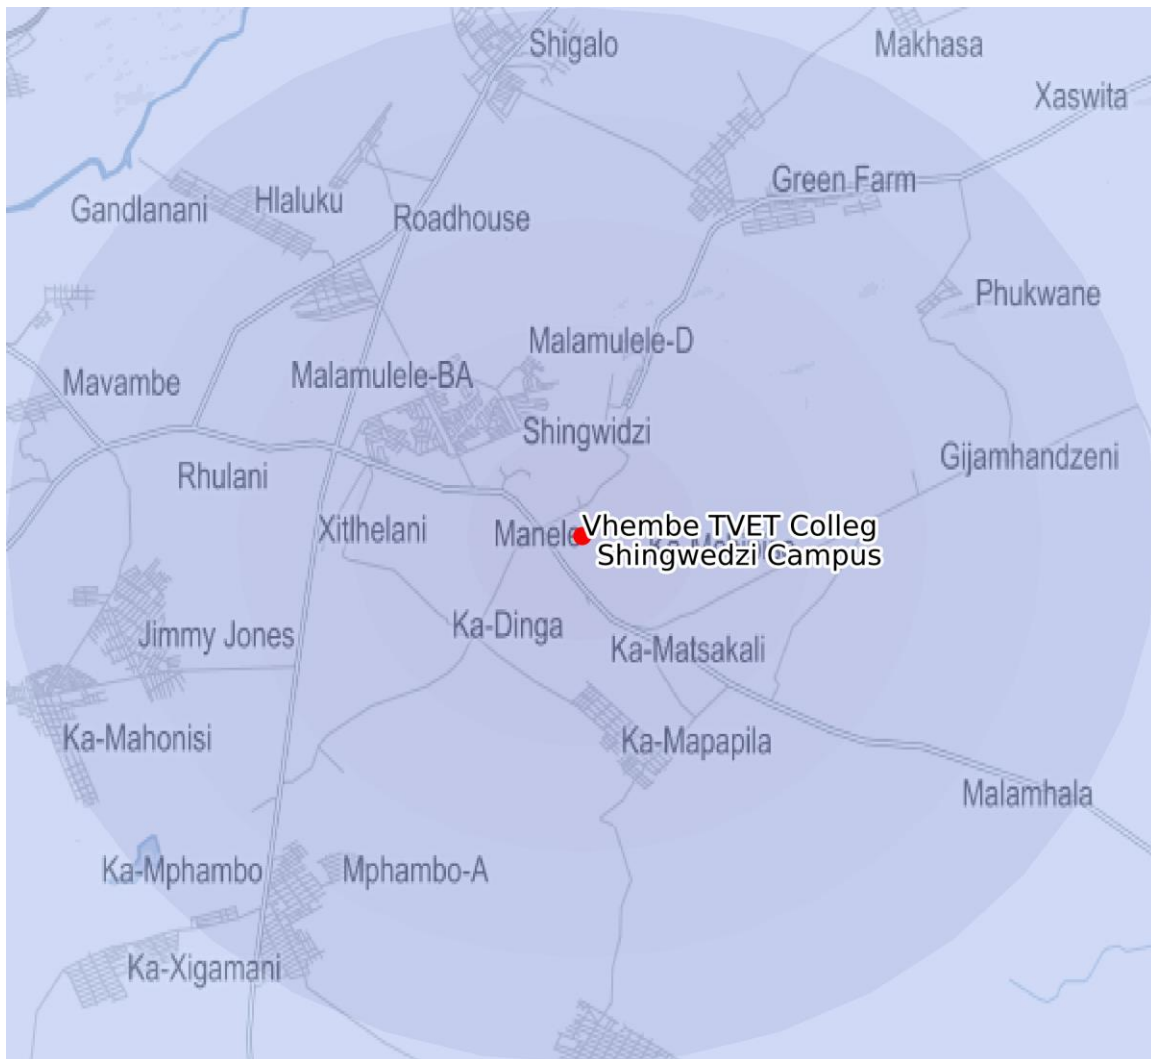 Shigalo
Makhasa
Xaswita
Green Farm
Hlaluku
Gandlanani
Roadhouse
Phukwane
Malamulele-D
Malamulele-BA
Mavambe
Shingwidzi
Gijamhandzeni
Rhulani
Xitlhelani
Manele
Vhembe TVET Colleg
Shingwedzi Campus
Ka-Dinga
Jimmy Jones
Ka-Matsakali
Ka-Mahonisi
Ka-Mapapila
Malamhala
Ka-Mphambo
Mphambo-A
Ka-Xigamani